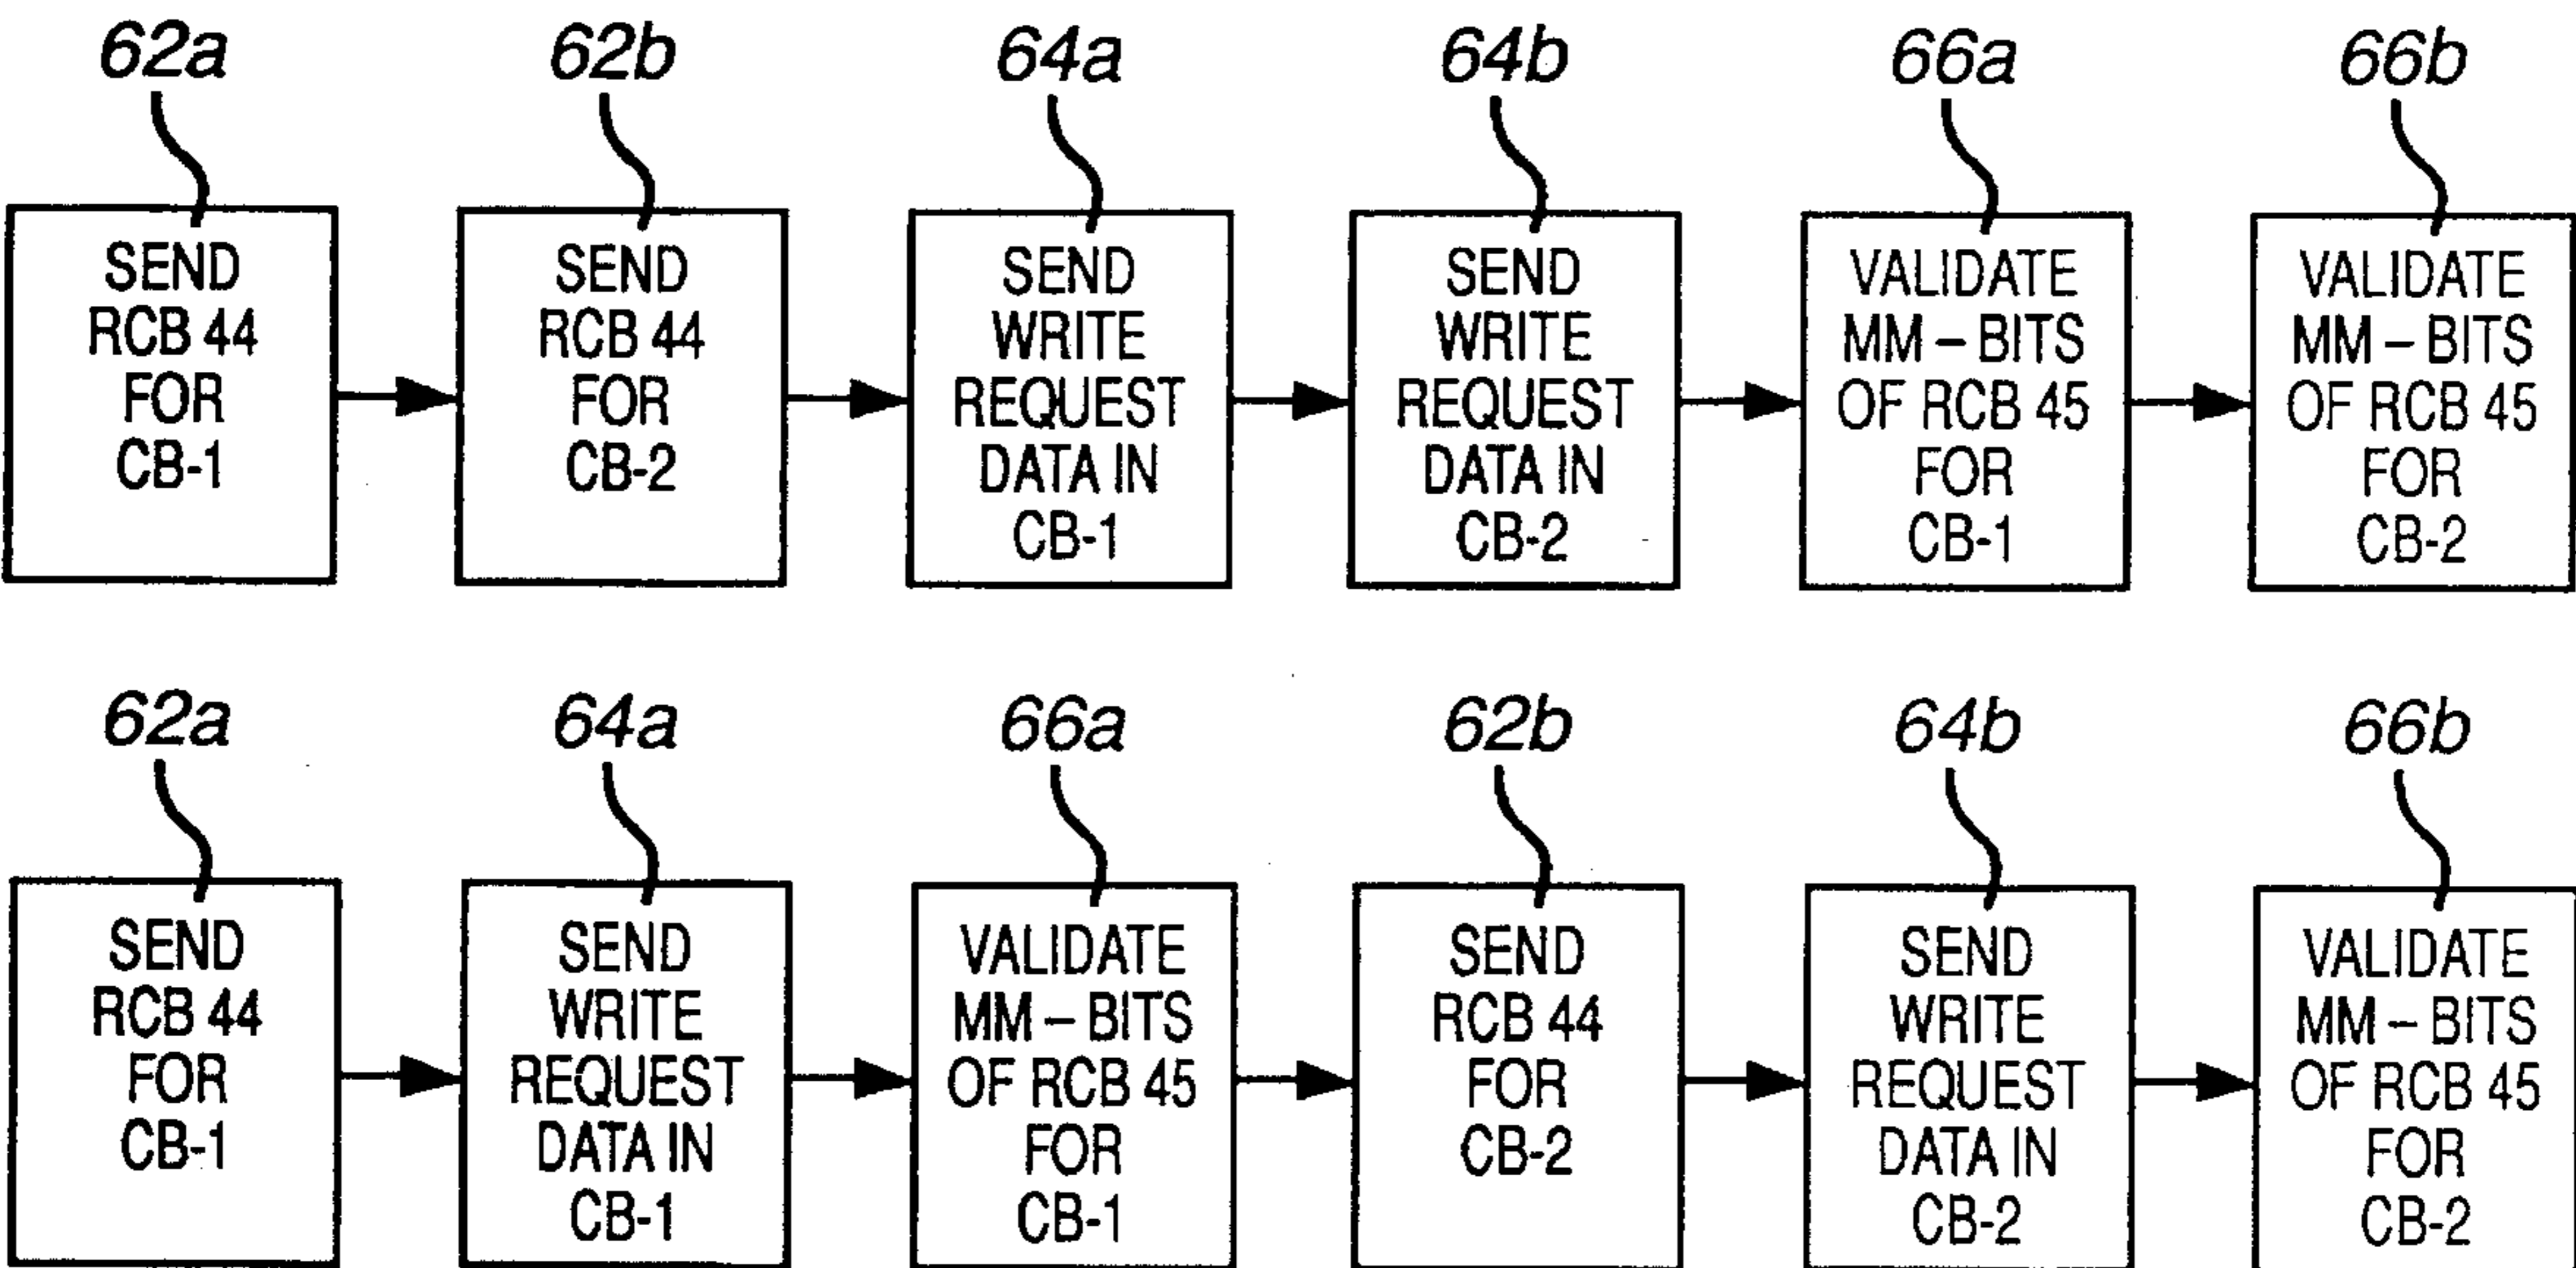 62a
62b
64a
64b
66a
66b
SEND
RCB 44
FOR
CB-1
SEND
RCB 44
FOR
CB-2
SEND
WRITE
REQUEST
DATA IN
CB-1
SEND
WRITE
REQUEST
DATA IN
CB-2
VALIDATE
MM – BITS
OF RCB 45
FOR
CB-1
VALIDATE
MM – BITS
OF RCB 45
FOR
CB-2
62a
64a
66a
62b
64b
66b
SEND
RCB 44
FOR
CB-1
SEND
WRITE
REQUEST
DATA IN
CB-1
VALIDATE
MM – BITS
OF RCB 45
FOR
CB-1
SEND
RCB 44
FOR
CB-2
SEND
WRITE
REQUEST
DATA IN
CB-2
VALIDATE
MM – BITS
OF RCB 45
FOR
CB-2